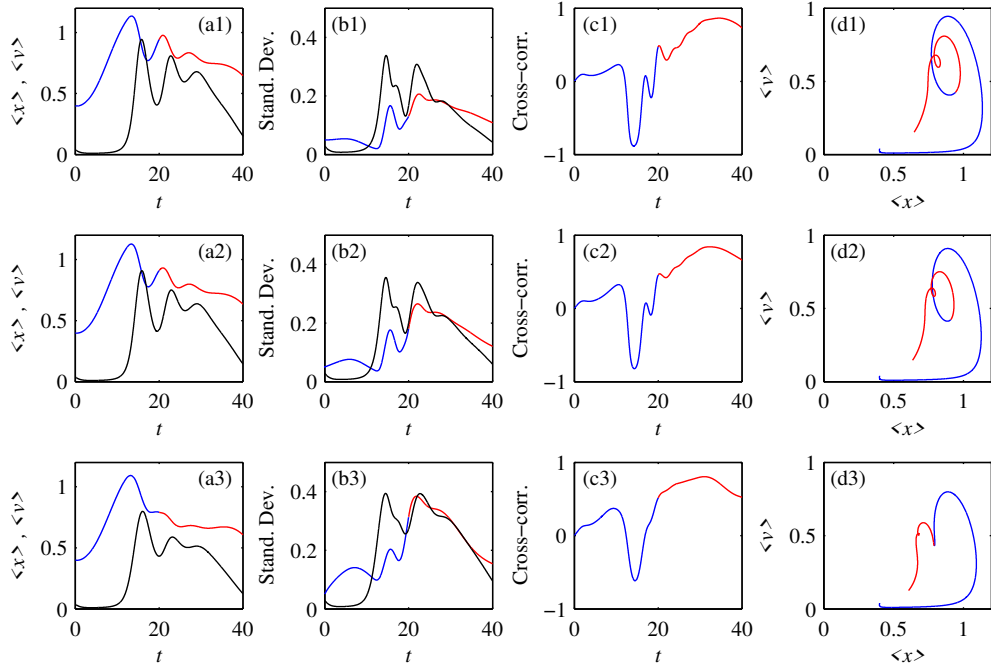 (a1)
<x> , <v>
1
0.5
0
0
20
40
t
(b1)
Stand. Dev.
0.4
0.2
0
0
20
40
t
(c1)
Cross−corr.
1
0
−1
0
20
40
t
(d1)
<v>
1
0.5
0
0
0.5
1
<x>
(a2)
<x> , <v>
1
0.5
0
0
20
40
t
(b2)
Stand. Dev.
0.4
0.2
0
0
20
40
t
(c2)
Cross−corr.
1
0
−1
0
20
40
t
(d2)
<v>
1
0.5
0
0
0.5
1
<x>
(a3)
<x> , <v>
1
0.5
0
0
20
40
t
(b3)
Stand. Dev.
0.4
0.2
0
0
20
40
t
(c3)
Cross−corr.
1
0
−1
0
20
40
t
(d3)
<v>
1
0.5
0
0
0.5
1
<x>